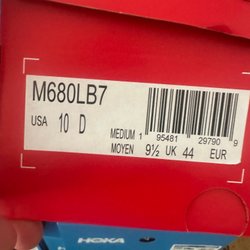 M680LB7
USA 10 D
MEDIUM 1 95481 29790 9
MOYEN 9½ UK 44 EUR
HOKA